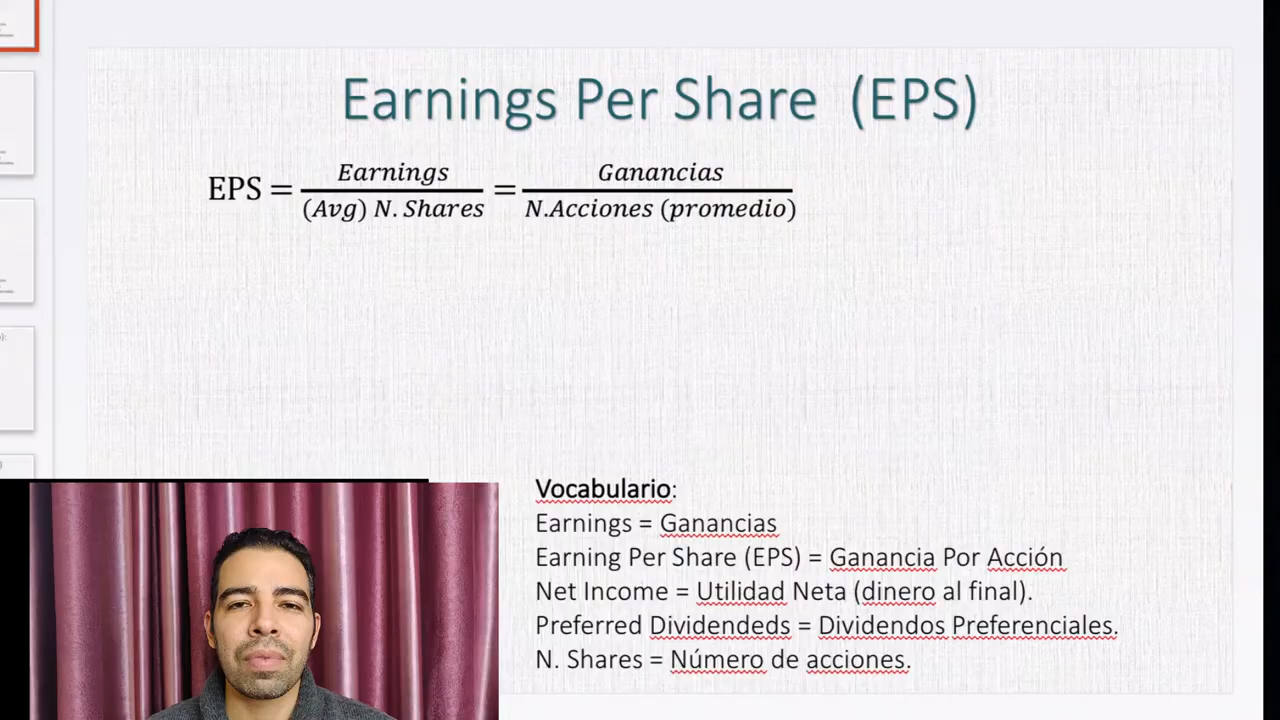 Earnings Per Share (EPS)
EPS = Earnings / (Avg) N. Shares = Ganancias / N.Acciones (promedio)
Vocabulario:
Earnings = Ganancias
Earning Per Share (EPS) = Ganancia Por Acción
Net Income = Utilidad Neta (dinero al final).
Preferred Dividendeds = Dividendos Preferenciales.
N. Shares = Número de acciones.